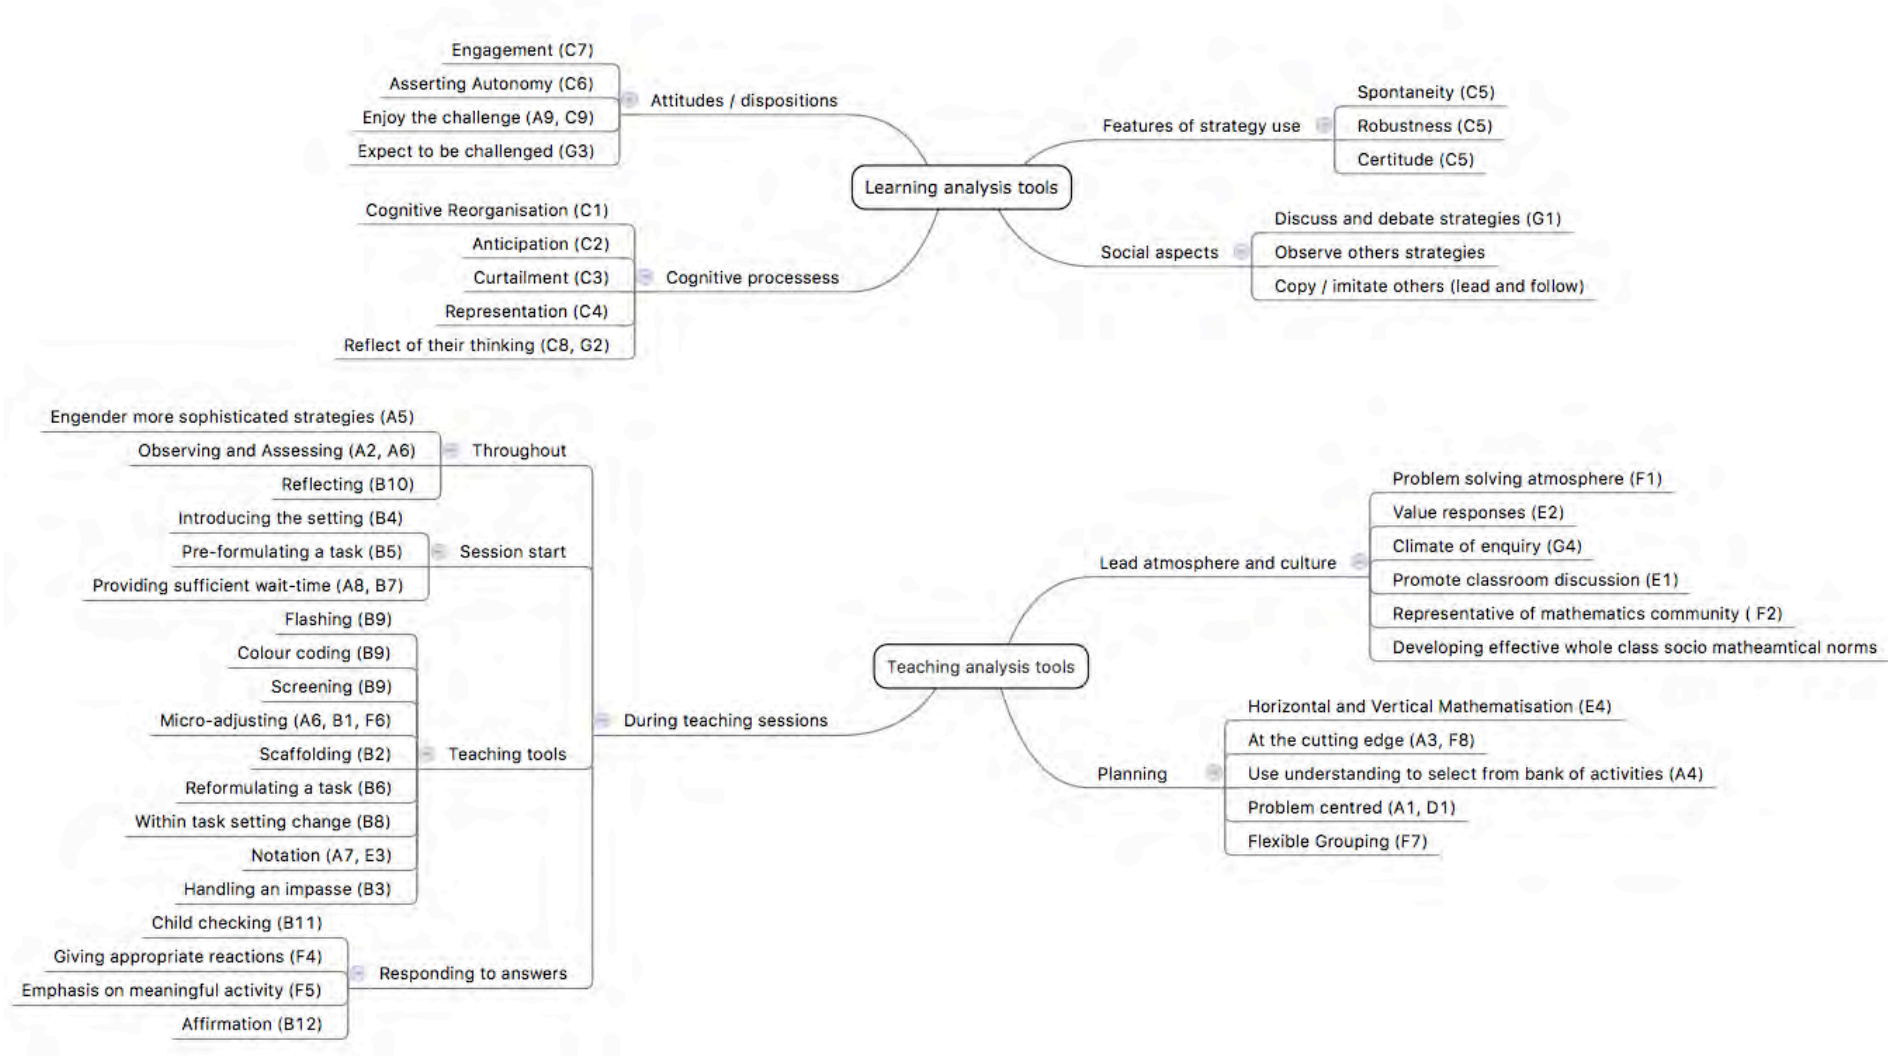 Engagement (C7)
Asserting Autonomy (C6)
Enjoy the challenge (A9, C9)
Expect to be challenged (G3)
Attitudes / dispositions
Cognitive Reorganisation (C1)
Anticipation (C2)
Curtailment (C3)
Representation (C4)
Reflect of their thinking (C8, G2)
Cognitive processess
Learning analysis tools
Features of strategy use
Spontaneity (C5)
Robustness (C5)
Certitude (C5)
Social aspects
Discuss and debate strategies (G1)
Observe others strategies
Copy / imitate others (lead and follow)
Engender more sophisticated strategies (A5)
Observing and Assessing (A2, A6)
Reflecting (B10)
Throughout
Introducing the setting (B4)
Pre-formulating a task (B5)
Providing sufficient wait-time (A8, B7)
Session start
Flashing (B9)
Colour coding (B9)
Screening (B9)
Micro-adjusting (A6, B1, F6)
Scaffolding (B2)
Reformulating a task (B6)
Within task setting change (B8)
Notation (A7, E3)
Handling an impasse (B3)
Teaching tools
Child checking (B11)
Giving appropriate reactions (F4)
Emphasis on meaningful activity (F5)
Affirmation (B12)
Responding to answers
During teaching sessions
Teaching analysis tools
Lead atmosphere and culture
Problem solving atmosphere (F1)
Value responses (E2)
Climate of enquiry (G4)
Promote classroom discussion (E1)
Representative of mathematics community ( F2)
Developing effective whole class socio matheamtical norms
Planning
Horizontal and Vertical Mathematisation (E4)
At the cutting edge (A3, F8)
Use understanding to select from bank of activities (A4)
Problem centred (A1, D1)
Flexible Grouping (F7)